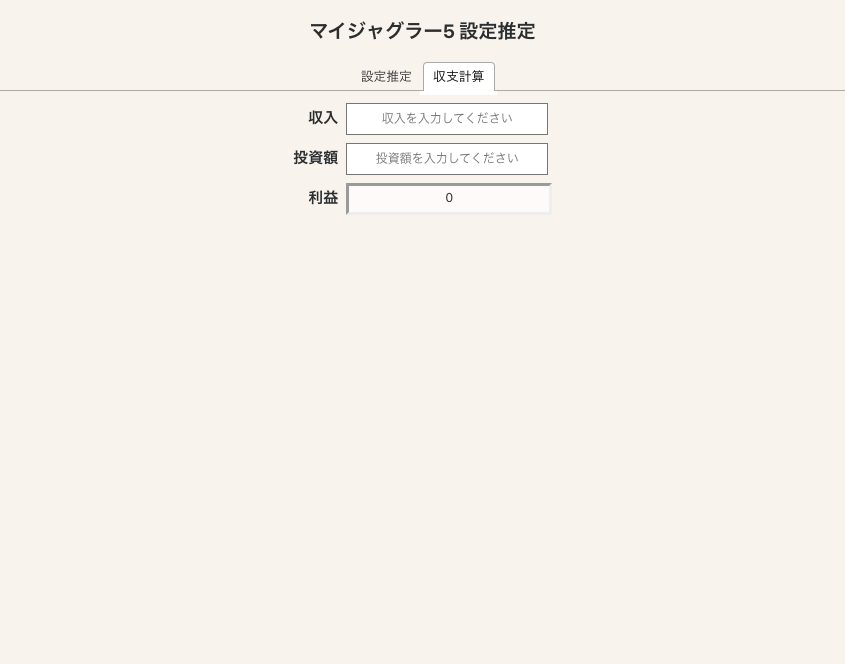 マイジャグラー5 設定推定
設定推定 収支計算
収入 収入を入力してください
投資額 投資額を入力してください
利益 0